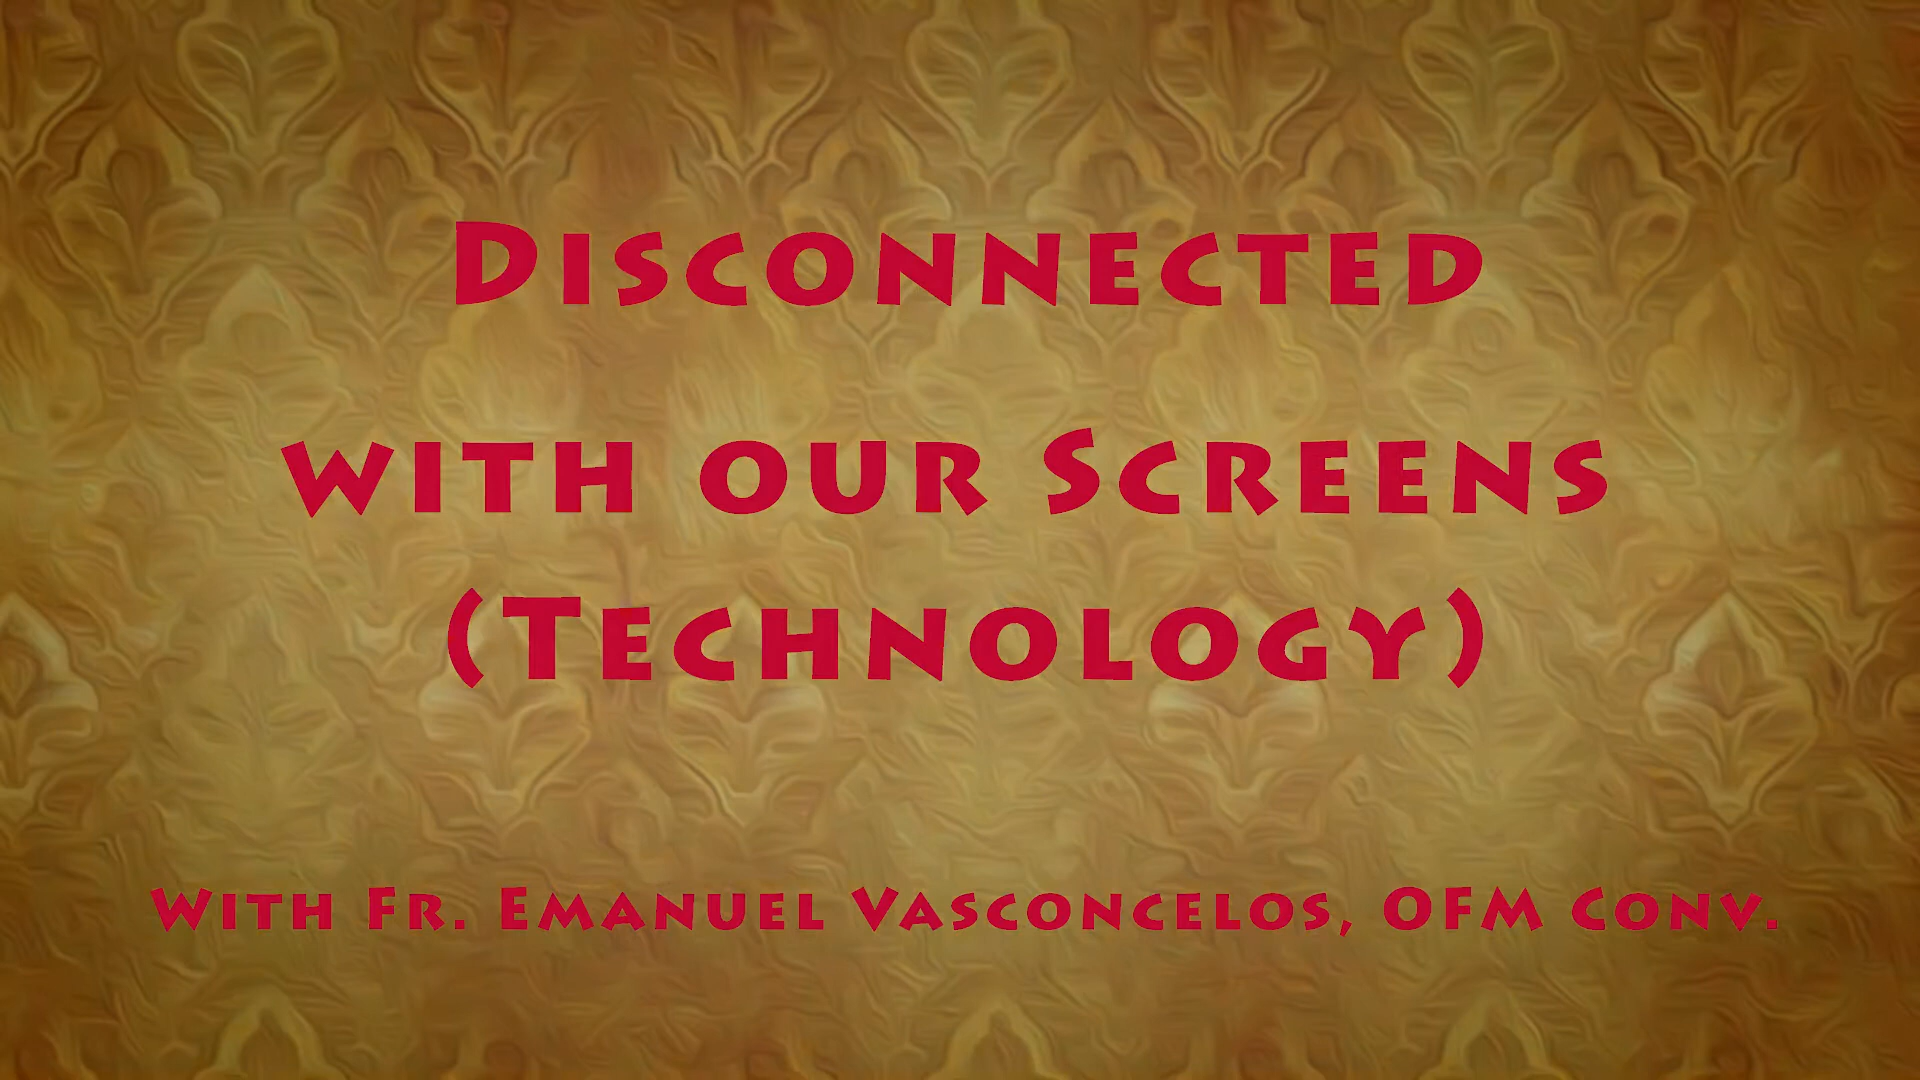 Disconnected
with our Screens
(Technology)
With Fr. Emanuel Vasconcelos, OFM Conv.